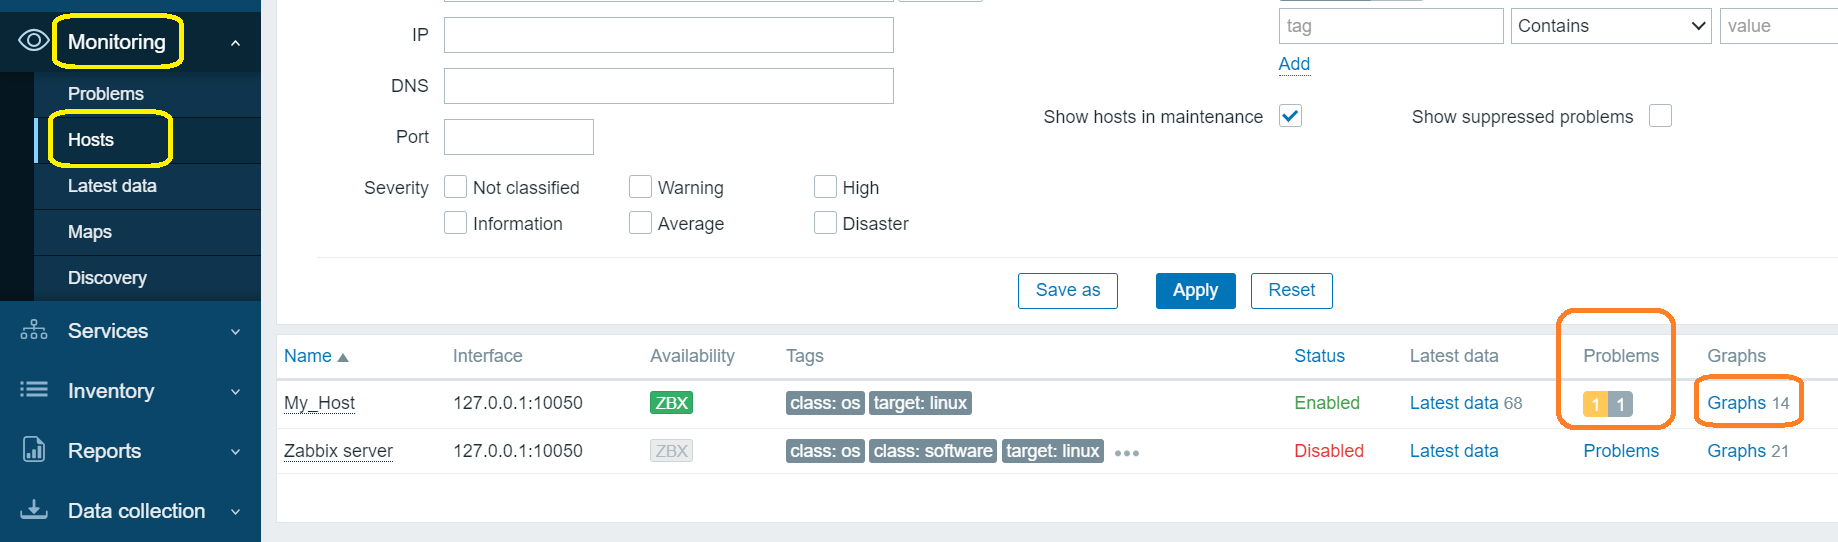 Monitoring
Problems
Hosts
Latest data
Maps
Discovery
Services
Inventory
Reports
Data collection
IP
DNS
Port
Severity
Not classified
Warning
High
Information
Average
Disaster
tag
Contains
value
Add
Show hosts in maintenance
Show suppressed problems
Save as
Apply
Reset
Name Interface Availability Tags Status Latest data Problems Graphs
My_Host 127.0.0.1:10050 ZBX class: os target: linux Enabled Latest data 68 1 1 Graphs 14
Zabbix server 127.0.0.1:10050 ZBX class: os class: software target: linux ••• Disabled Latest data Problems Graphs 21